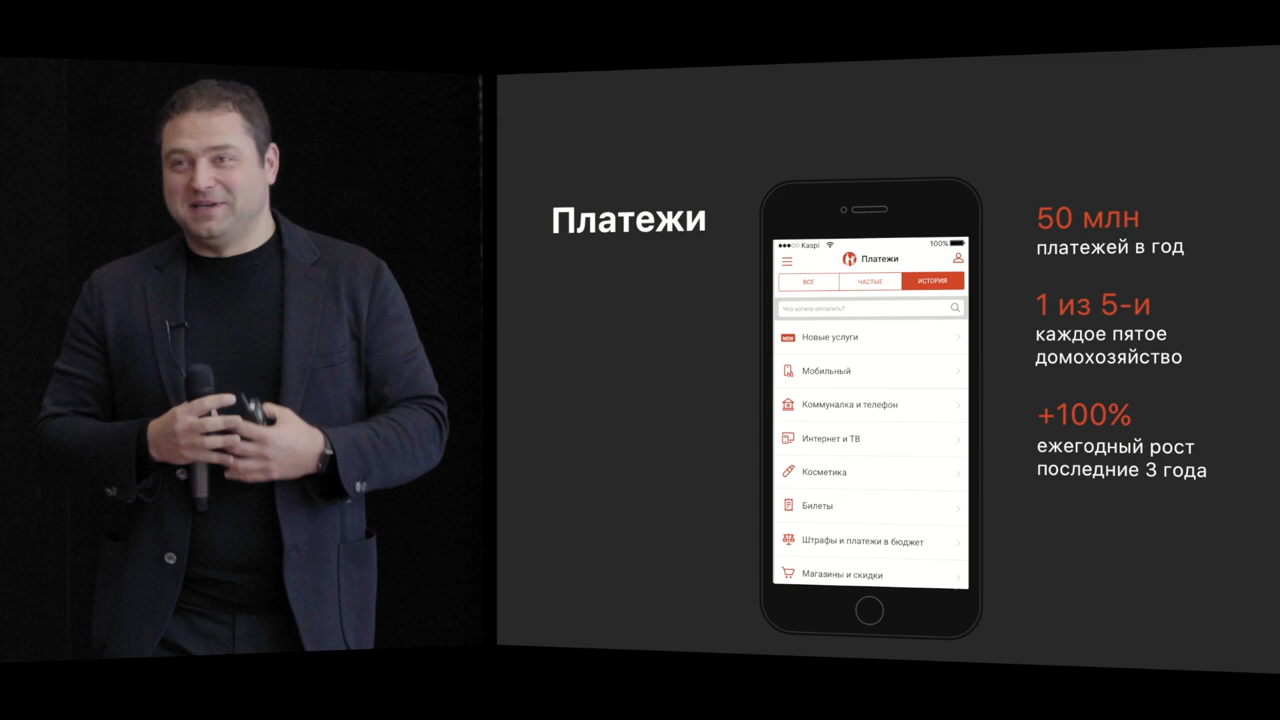 Платежи
Kaspi
100%
Платежи
ВСЕ
ЧАСТЫЕ
ИСТОРИЯ
Что хотите оплатить?
NEW
Новые услуги
Мобильный
Коммуналка и телефон
Интернет и ТВ
Косметика
Билеты
Штрафы и платежи в бюджет
Магазины и скидки
50 млн
платежей в год
1 из 5-и
каждое пятое
домохозяйство
+100%
ежегодный рост
последние 3 года